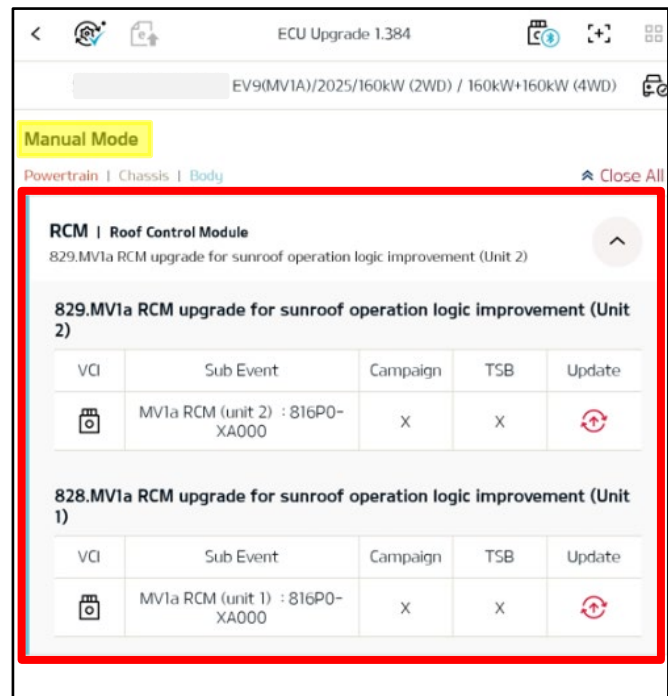 ECU Upgrade 1.384
EV9(MV1A)/2025/160kW (2WD) / 160kW+160kW (4WD)
Manual Mode
Powertrain | Chassis | Body
Close All
RCM | Roof Control Module
829.MV1a RCM upgrade for sunroof operation logic improvement (Unit 2)
829.MV1a RCM upgrade for sunroof operation logic improvement (Unit
2)
VCI Sub Event Campaign TSB Update
MV1a RCM (unit 2) : 816P0-
XA000 X X
828.MV1a RCM upgrade for sunroof operation logic improvement (Unit
1)
VCI Sub Event Campaign TSB Update
MV1a RCM (unit 1) : 816P0-
XA000 X X